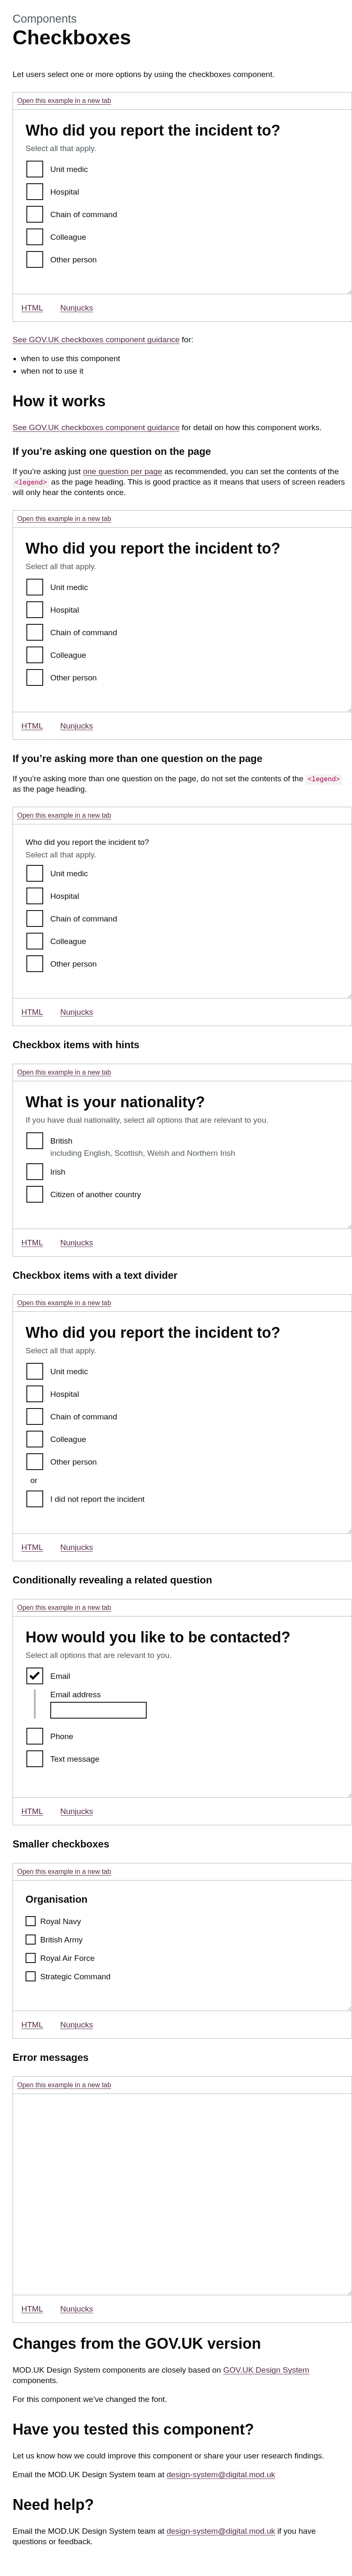 Components
Checkboxes
Let users select one or more options by using the checkboxes component.
Open this example in a new tab
Who did you report the incident to?
Select all that apply.
Unit medic
Hospital
Chain of command
Colleague
Other person
HTML Nunjucks
See GOV.UK checkboxes component guidance for:
• when to use this component
• when not to use it
How it works
See GOV.UK checkboxes component guidance for detail on how this component works.
If you’re asking one question on the page
If you’re asking just one question per page as recommended, you can set the contents of the
<legend> as the page heading. This is good practice as it means that users of screen readers
will only hear the contents once.
Open this example in a new tab
Who did you report the incident to?
Select all that apply.
Unit medic
Hospital
Chain of command
Colleague
Other person
HTML Nunjucks
If you’re asking more than one question on the page
If you’re asking more than one question on the page, do not set the contents of the <legend>
as the page heading.
Open this example in a new tab
Who did you report the incident to?
Select all that apply.
Unit medic
Hospital
Chain of command
Colleague
Other person
HTML Nunjucks
Checkbox items with hints
Open this example in a new tab
What is your nationality?
If you have dual nationality, select all options that are relevant to you.
British
including English, Scottish, Welsh and Northern Irish
Irish
Citizen of another country
HTML Nunjucks
Checkbox items with a text divider
Open this example in a new tab
Who did you report the incident to?
Select all that apply.
Unit medic
Hospital
Chain of command
Colleague
Other person
or
I did not report the incident
HTML Nunjucks
Conditionally revealing a related question
Open this example in a new tab
How would you like to be contacted?
Select all options that are relevant to you.
Email
Email address
Phone
Text message
HTML Nunjucks
Smaller checkboxes
Open this example in a new tab
Organisation
Royal Navy
British Army
Royal Air Force
Strategic Command
HTML Nunjucks
Error messages
Open this example in a new tab
HTML Nunjucks
Changes from the GOV.UK version
MOD.UK Design System components are closely based on GOV.UK Design System
components.
For this component we’ve changed the font.
Have you tested this component?
Let us know how we could improve this component or share your user research findings.
Email the MOD.UK Design System team at design-system@digital.mod.uk
Need help?
Email the MOD.UK Design System team at design-system@digital.mod.uk if you have
questions or feedback.